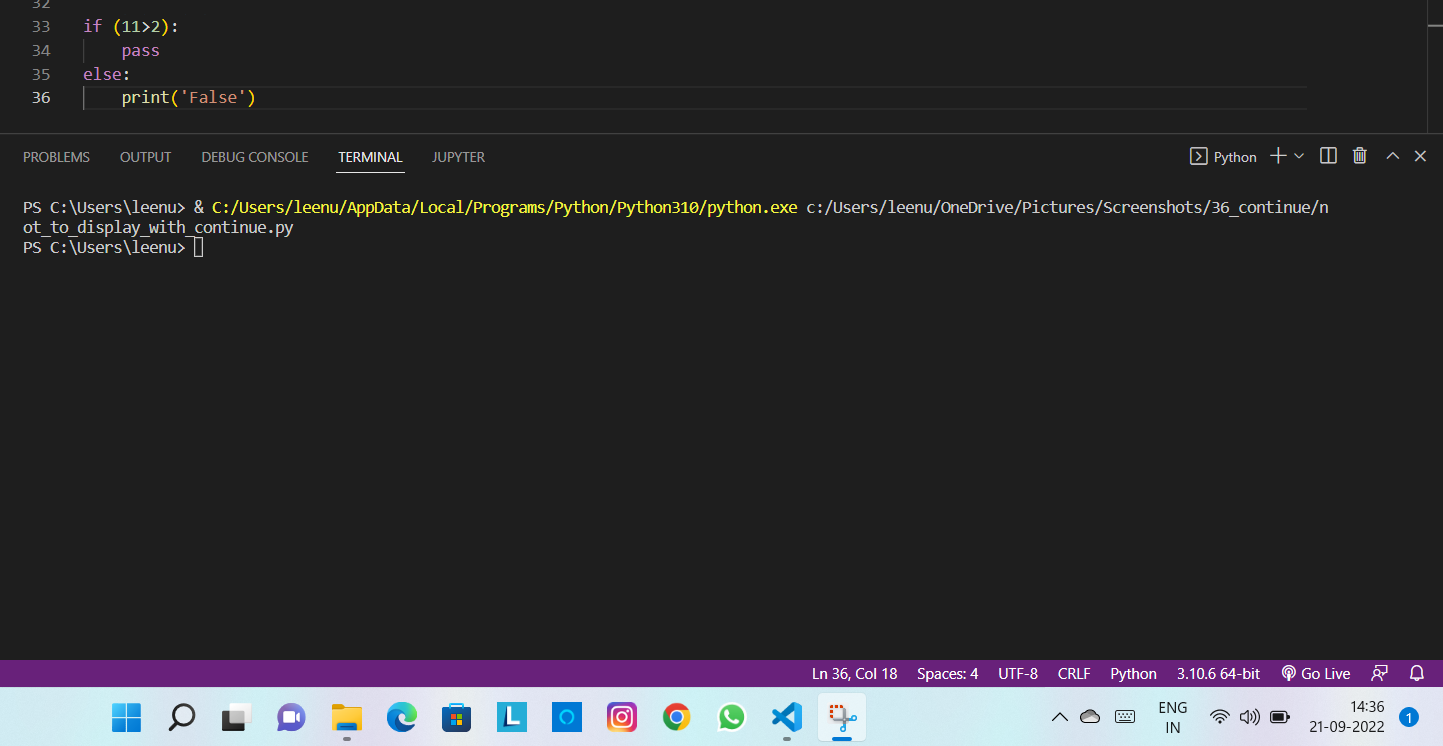 32
33 if (11>2):
34 pass
35 else:
36 print('False')
PROBLEMS OUTPUT DEBUG CONSOLE TERMINAL JUPYTER Python
PS C:\Users\leenu> & C:/Users/leenu/AppData/Local/Programs/Python/Python310/python.exe c:/Users/leenu/OneDrive/Pictures/Screenshots/36_continue/n
ot_to_display_with_continue.py
PS C:\Users\leenu>
Ln 36, Col 18 Spaces: 4 UTF-8 CRLF Python 3.10.6 64-bit Go Live
L
ENG 14:36
IN 21-09-2022 1